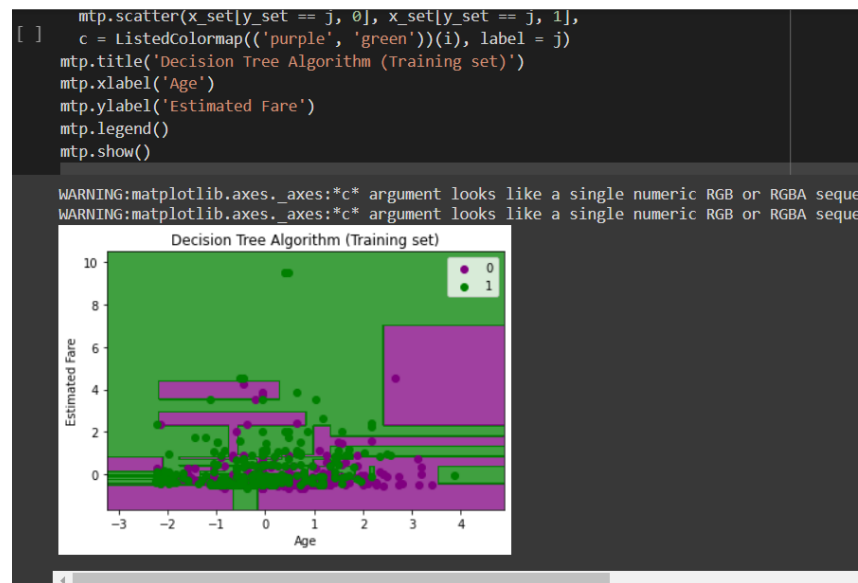 mtp.scatter(x_set[y_set == j, 0], x_set[y_set == j, 1],
[ ] c = ListedColormap(('purple', 'green'))(i), label = j)
mtp.title('Decision Tree Algorithm (Training set)')
mtp.xlabel('Age')
mtp.ylabel('Estimated Fare')
mtp.legend()
mtp.show()
WARNING:matplotlib.axes._axes:*c* argument looks like a single numeric RGB or RGBA seque
WARNING:matplotlib.axes._axes:*c* argument looks like a single numeric RGB or RGBA seque
Decision Tree Algorithm (Training set)
10
8
6
4
2
0
Estimated Fare
0
1
−3 −2 −1 0 1 2 3 4
Age